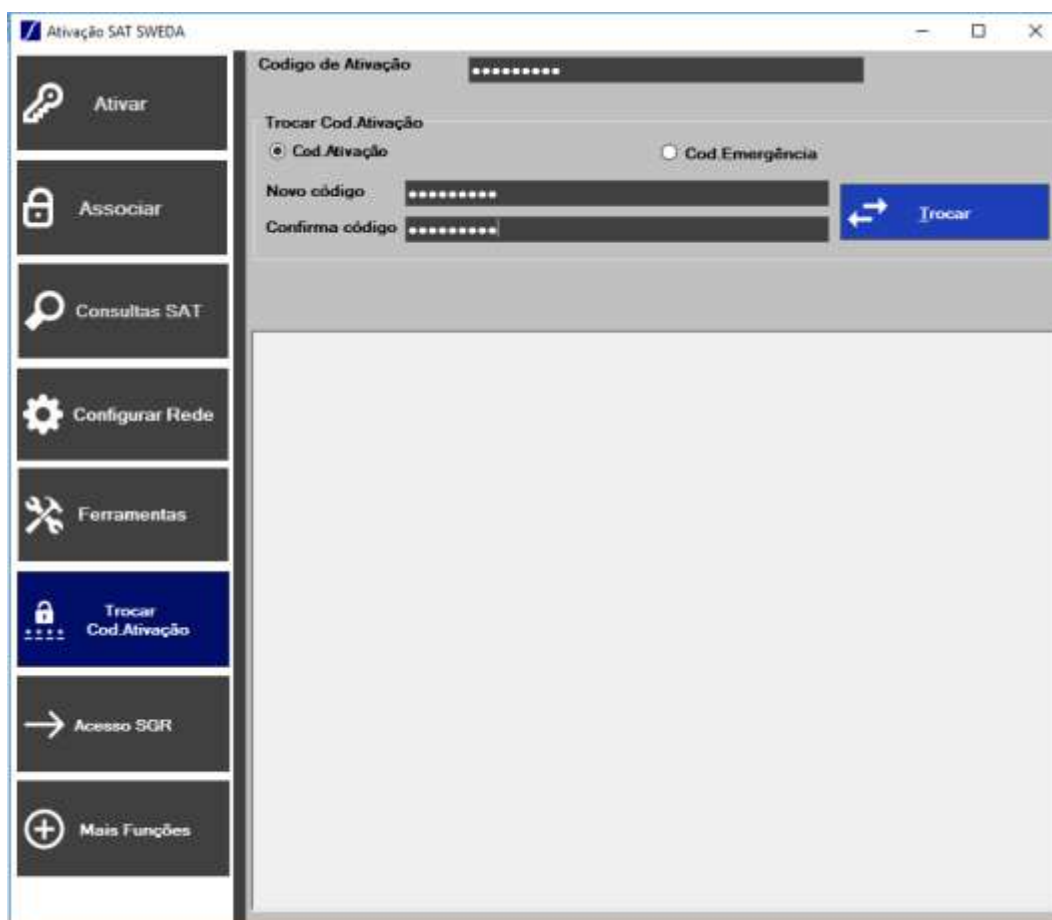 Ativação SAT SWEDA
Ativar
Associar
Consultas SAT
Configurar Rede
Ferramentas
Trocar
Cod.Ativação
Acesso SGR
Mais Funções
Codigo de Ativação •••••••••
Trocar Cod.Ativação
Cod.Ativação Cod.Emergência
Novo código •••••••••
Confirma código •••••••••
Trocar